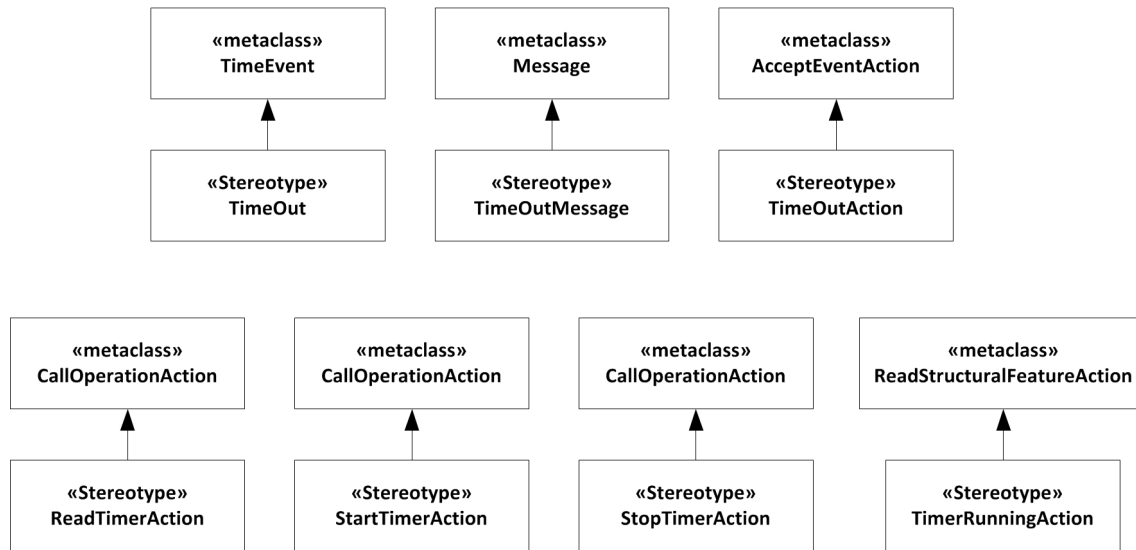 «metaclass»
TimeEvent
«metaclass»
Message
«metaclass»
AcceptEventAction
«Stereotype»
TimeOut
«Stereotype»
TimeOutMessage
«Stereotype»
TimeOutAction
«metaclass»
CallOperationAction
«metaclass»
CallOperationAction
«metaclass»
CallOperationAction
«metaclass»
ReadStructuralFeatureAction
«Stereotype»
ReadTimerAction
«Stereotype»
StartTimerAction
«Stereotype»
StopTimerAction
«Stereotype»
TimerRunningAction